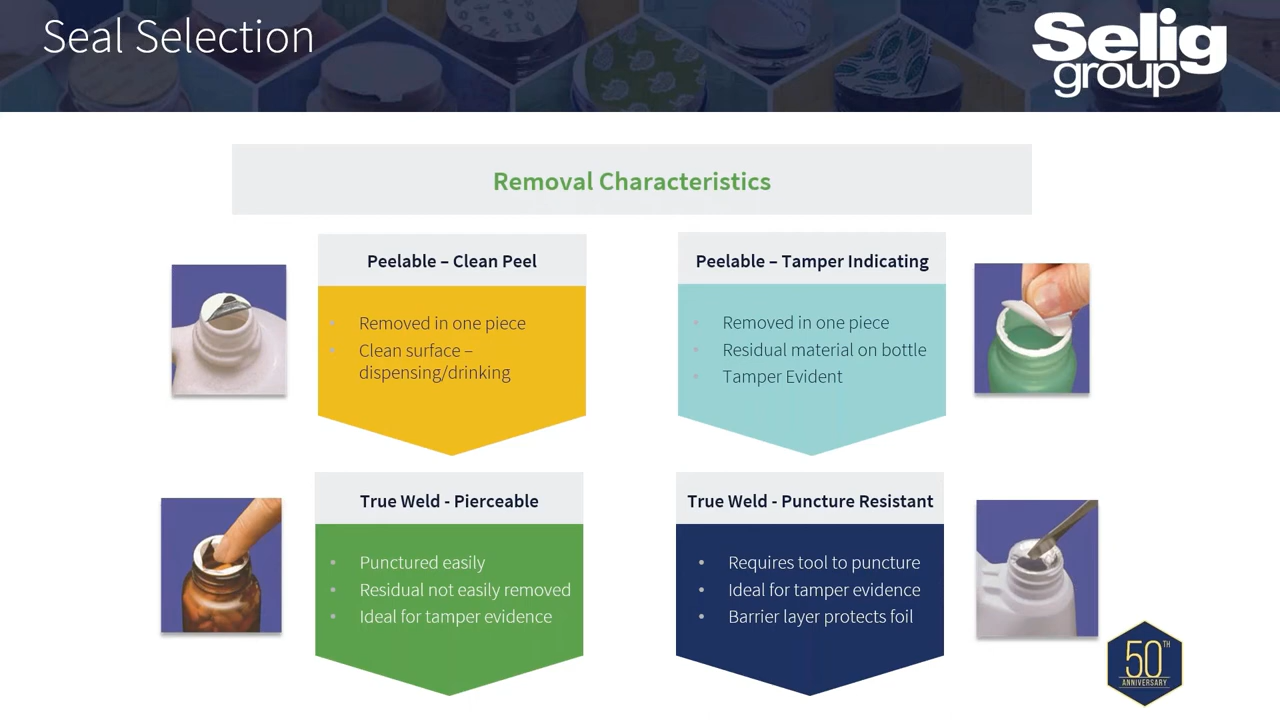 Seal Selection
Selig
group
Removal Characteristics
Peelable – Clean Peel
Removed in one piece
Clean surface –
dispensing/drinking
Peelable – Tamper Indicating
Removed in one piece
Residual material on bottle
Tamper Evident
True Weld - Pierceable
Punctured easily
Residual not easily removed
Ideal for tamper evidence
True Weld - Puncture Resistant
Requires tool to puncture
Ideal for tamper evidence
Barrier layer protects foil
50TH
ANNIVERSARY